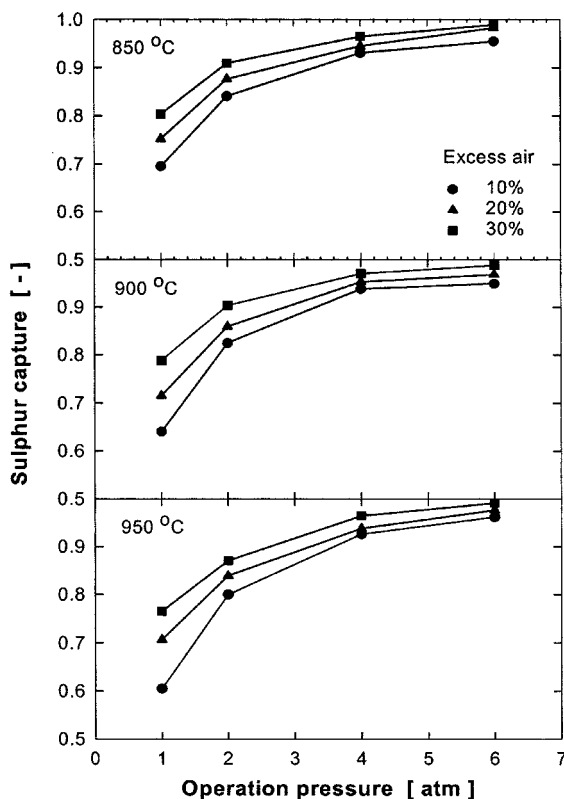 Sulphur capture [ - ]
1.0
850 °C
0.9
0.8
0.7
0.6
Excess air
10%
20%
30%
0.5
900 °C
0.9
0.8
0.7
0.6
0.5
950 °C
0.9
0.8
0.7
0.6
0.5
0 1 2 3 4 5 6 7
Operation pressure [ atm ]